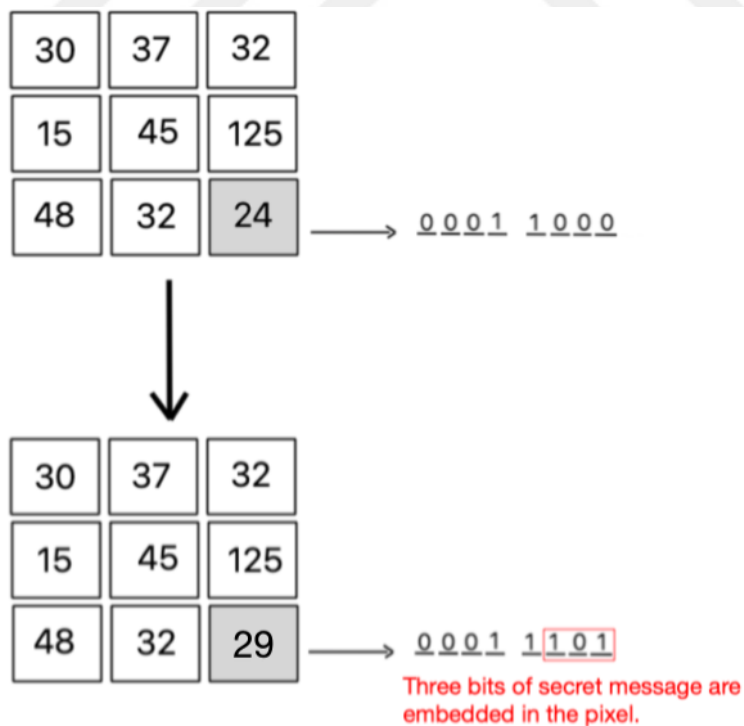 30 37 32
15 45 125
48 32 24 0001 1000
30 37 32
15 45 125
48 32 29 0001 1101
Three bits of secret message are
embedded in the pixel.